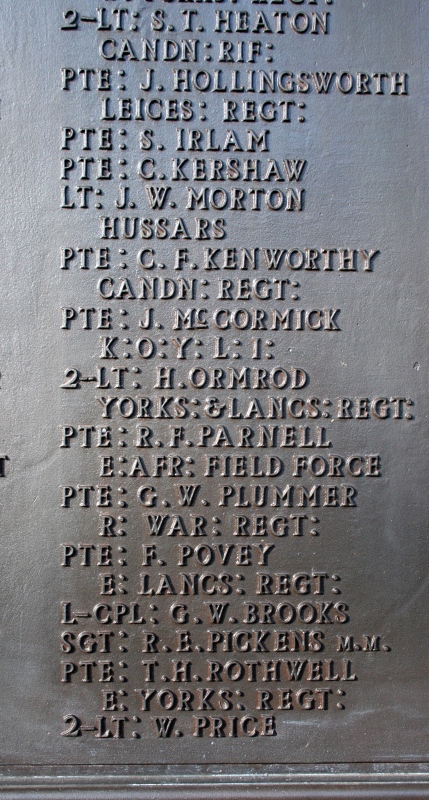 2-LT: S. T. HEATON
CANDN: RIF:
PTE: J. HOLLINGSWORTH
LEICES: REGT:
PTE: S. IRLAM
PTE: C. KERSHAW
LT: J. W. MORTON
HUSSARS
PTE: C. F. KENWORTHY
CANDN: REGT:
PTE: J. McCORMICK
K:O:Y:L:I:
2-LT: H. ORMROD
YORKS: & LANCS: REGT:
PTE: R. F. PARNELL
E: AFR: FIELD FORCE
PTE: G. W. PLUMMER
R: WAR: REGT:
PTE: F. POVEY
E: LANCS: REGT:
L-CPL: G. W. BROOKS
SGT: R. E. PICKENS M.M.
PTE: T. H. ROTHWELL
E: YORKS: REGT:
2-LT: W. PRICE